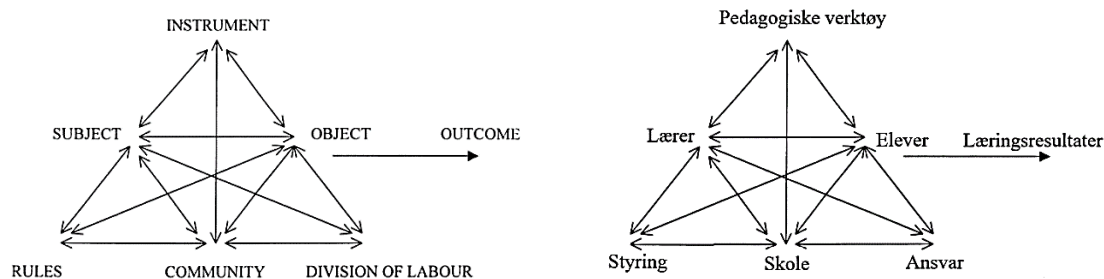 INSTRUMENT
SUBJECT
OBJECT
OUTCOME
RULES
COMMUNITY
DIVISION OF LABOUR
Pedagogiske verktøy
Lærer
Elever
Læringsresultater
Styring
Skole
Ansvar